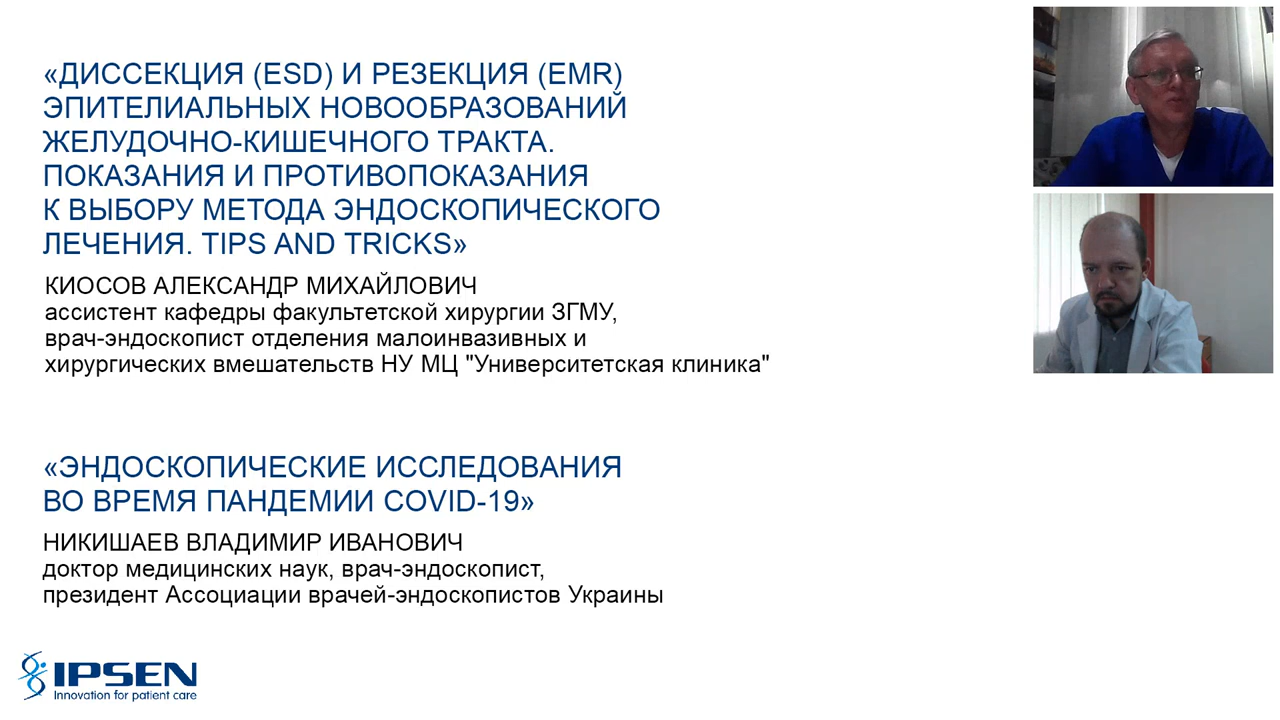 «ДИССЕКЦИЯ (ESD) И РЕЗЕКЦИЯ (EMR)
ЭПИТЕЛИАЛЬНЫХ НОВООБРАЗОВАНИЙ
ЖЕЛУДОЧНО-КИШЕЧНОГО ТРАКТА.
ПОКАЗАНИЯ И ПРОТИВОПОКАЗАНИЯ
К ВЫБОРУ МЕТОДА ЭНДОСКОПИЧЕСКОГО
ЛЕЧЕНИЯ. TIPS AND TRICKS»
КИОСОВ АЛЕКСАНДР МИХАЙЛОВИЧ
ассистент кафедры факультетской хирургии ЗГМУ,
врач-эндоскопист отделения малоинвазивных и
хирургических вмешательств НУ МЦ "Университетская клиника"
«ЭНДОСКОПИЧЕСКИЕ ИССЛЕДОВАНИЯ
ВО ВРЕМЯ ПАНДЕМИИ COVID-19»
НИКИШАЕВ ВЛАДИМИР ИВАНОВИЧ
доктор медицинских наук, врач-эндоскопист,
президент Ассоциации врачей-эндоскопистов Украины
IPSEN
Innovation for patient care